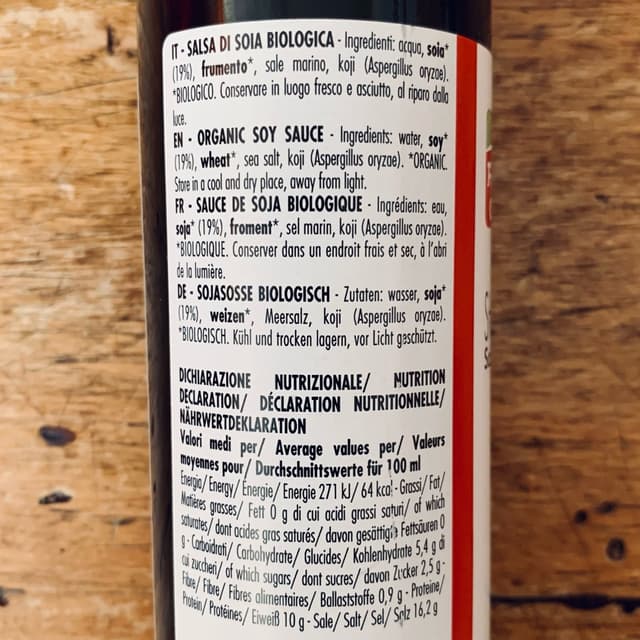 IT - SALSA DI SOIA BIOLOGICA - Ingredienti: acqua, soia*
(19%), frumento*, sale marino, koji (Aspergillus oryzae).
*BIOLOGICO. Conservare in luogo fresco e asciutto, al riparo dalla
luce.
EN - ORGANIC SOY SAUCE - Ingredients: water, soy*
(19%), wheat*, sea salt, koji (Aspergillus oryzae). *ORGANIC.
Store in a cool and dry place, away from light.
FR - SAUCE DE SOJA BIOLOGIQUE - Ingrédients: eau,
soja* (19%), froment*, sel marin, koji (Aspergillus oryzae).
*BIOLOGIQUE. Conserver dans un endroit frais et sec, à l'abri
de la lumière.
DE - SOJASOSSE BIOLOGISCH - Zutaten: wasser, soja*
(19%), weizen*, Meersalz, koji (Aspergillus oryzae).
*BIOLOGISCH. Kühl und trocken lagern, vor Licht geschützt.
DICHIARAZIONE NUTRIZIONALE/ NUTRITION
DECLARATION/ DÉCLARATION NUTRITIONNELLE/
NÄHRWERTDEKLARATION
Valori medi per/ Average values per/ Valeurs
moyennes pour/ Durchschnittswerte für 100 ml
Energia/ Energy/ Énergie/ Energie 271 kJ/ 64 kcal - Grassi/ Fat/
Matières grasses/ Fett 0 g di cui acidi grassi saturi/ of which
saturates/ dont acides gras saturés/ davon gesättigte Fettsäuren 0
g - Carboidrati/ Carbohydrate/ Glucides/ Kohlenhydrate 5,4 g di
cui zuccheri/ of which sugars/ dont sucres/ davon Zucker 2,5 g -
Fibre/ Fibre/ Fibres alimentaires/ Ballaststoffe 0,9 g - Proteine/
Protein/ Protéines/ Eiweiß 10 g - Sale/ Salt/ Sel/ Salz 16,2 g